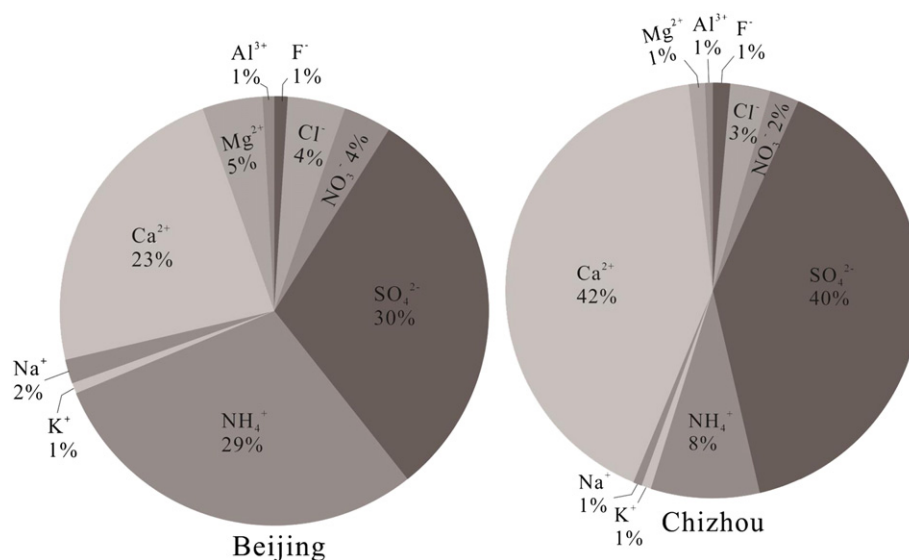 Al³⁺
1%
F⁻
1%
Cl⁻
4%
NO₃⁻ 4%
SO₄²⁻
30%
NH₄⁺
29%
K⁺
1%
Na⁺
2%
Ca²⁺
23%
Mg²⁺
5%
Beijing
Mg²⁺
1%
Al³⁺
1%
F⁻
1%
Cl⁻
3%
NO₃⁻ 2%
SO₄²⁻
40%
NH₄⁺
8%
K⁺
1%
Na⁺
1%
Ca²⁺
42%
Chizhou